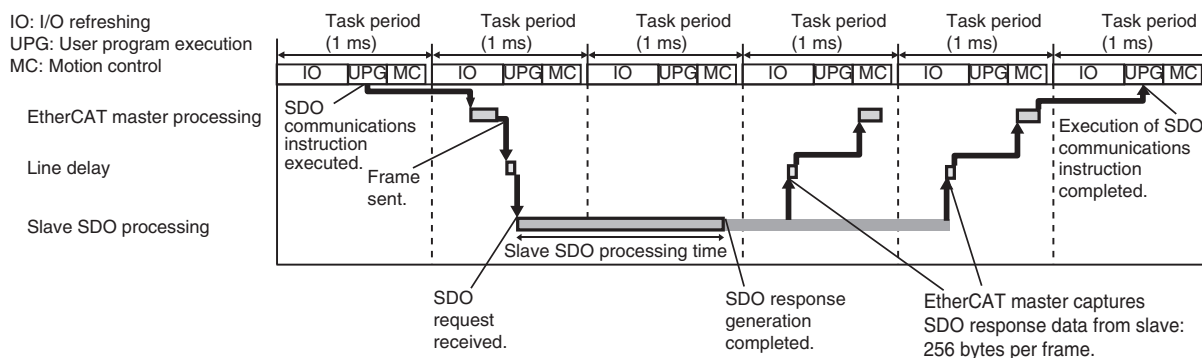 IO: I/O refreshing
UPG: User program execution
MC: Motion control
Task period
(1 ms)
Task period
(1 ms)
Task period
(1 ms)
Task period
(1 ms)
Task period
(1 ms)
Task period
(1 ms)
IO UPG MC IO UPG MC IO UPG MC IO UPG MC IO UPG MC IO UPG MC
EtherCAT master processing
SDO
communications
instruction
executed.
Frame
sent.
Execution of SDO
communications
instruction
completed.
Line delay
Slave SDO processing
Slave SDO processing time
SDO
request
received.
SDO response
generation
completed.
EtherCAT master captures
SDO response data from slave:
256 bytes per frame.